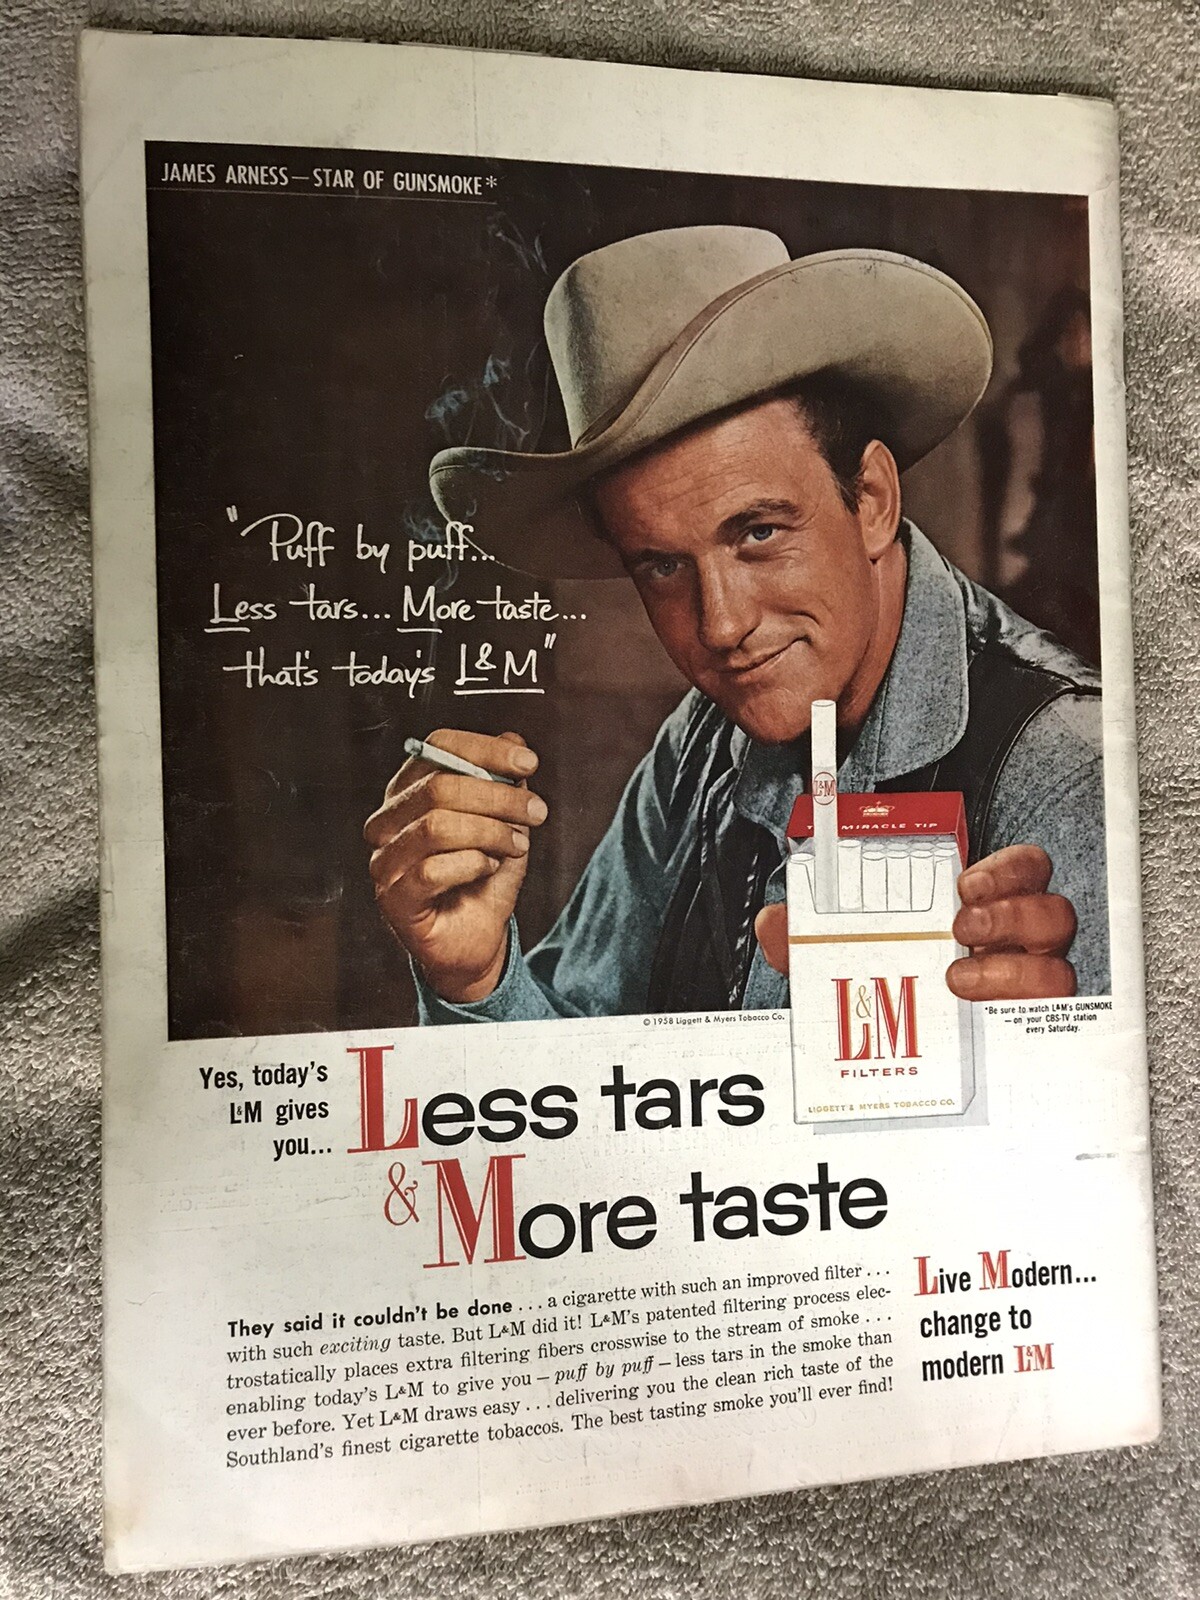 JAMES ARNESS—STAR OF GUNSMOKE*
"Puff by puff...
Less tars... More taste...
that's today's L&M"
L&M
THE MIRACLE TIP
L&M
FILTERS
LIGGETT & MYERS TOBACCO CO.
© 1958 Liggett & Myers Tobacco Co.
*Be sure to watch L&M's GUNSMOKE
—on your CBS-TV station
every Saturday.
Yes, today's
L&M gives
you...
Less tars
& More taste
They said it couldn't be done . . . a cigarette with such an improved filter . . .
with such exciting taste. But L&M did it! L&M's patented filtering process elec-
trostatically places extra filtering fibers crosswise to the stream of smoke . . .
enabling today's L&M to give you — puff by puff — less tars in the smoke than
ever before. Yet L&M draws easy . . . delivering you the clean rich taste of the
Southland's finest cigarette tobaccos. The best tasting smoke you'll ever find!
Live Modern...
change to
modern L&M